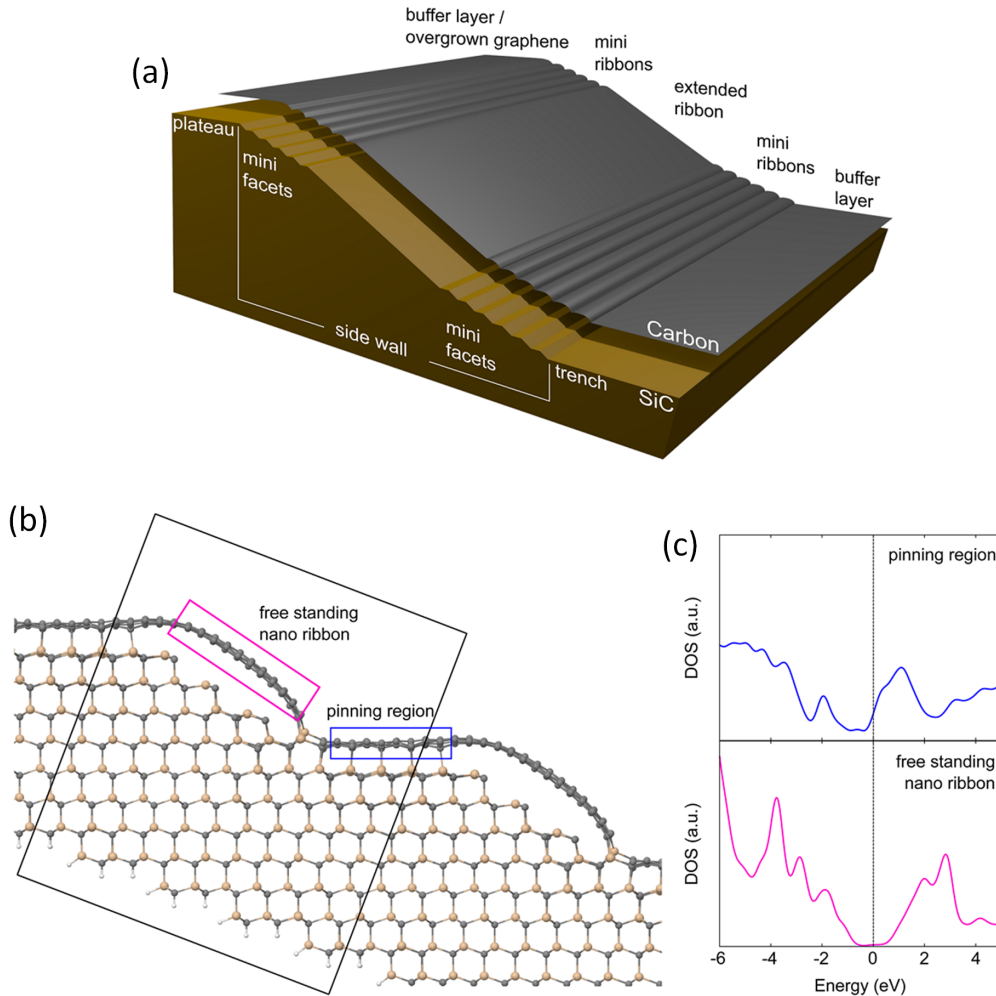 (a)
buffer layer /
overgrown graphene
mini
ribbons
extended
ribbon
mini
ribbons
buffer
layer
plateau
mini
facets
side wall
mini
facets
trench
Carbon
SiC
(b)
free standing
nano ribbon
pinning region
(c)
pinning region
DOS (a.u.)
free standing
nano ribbon
DOS (a.u.)
-6 -4 -2 0 2 4
Energy (eV)